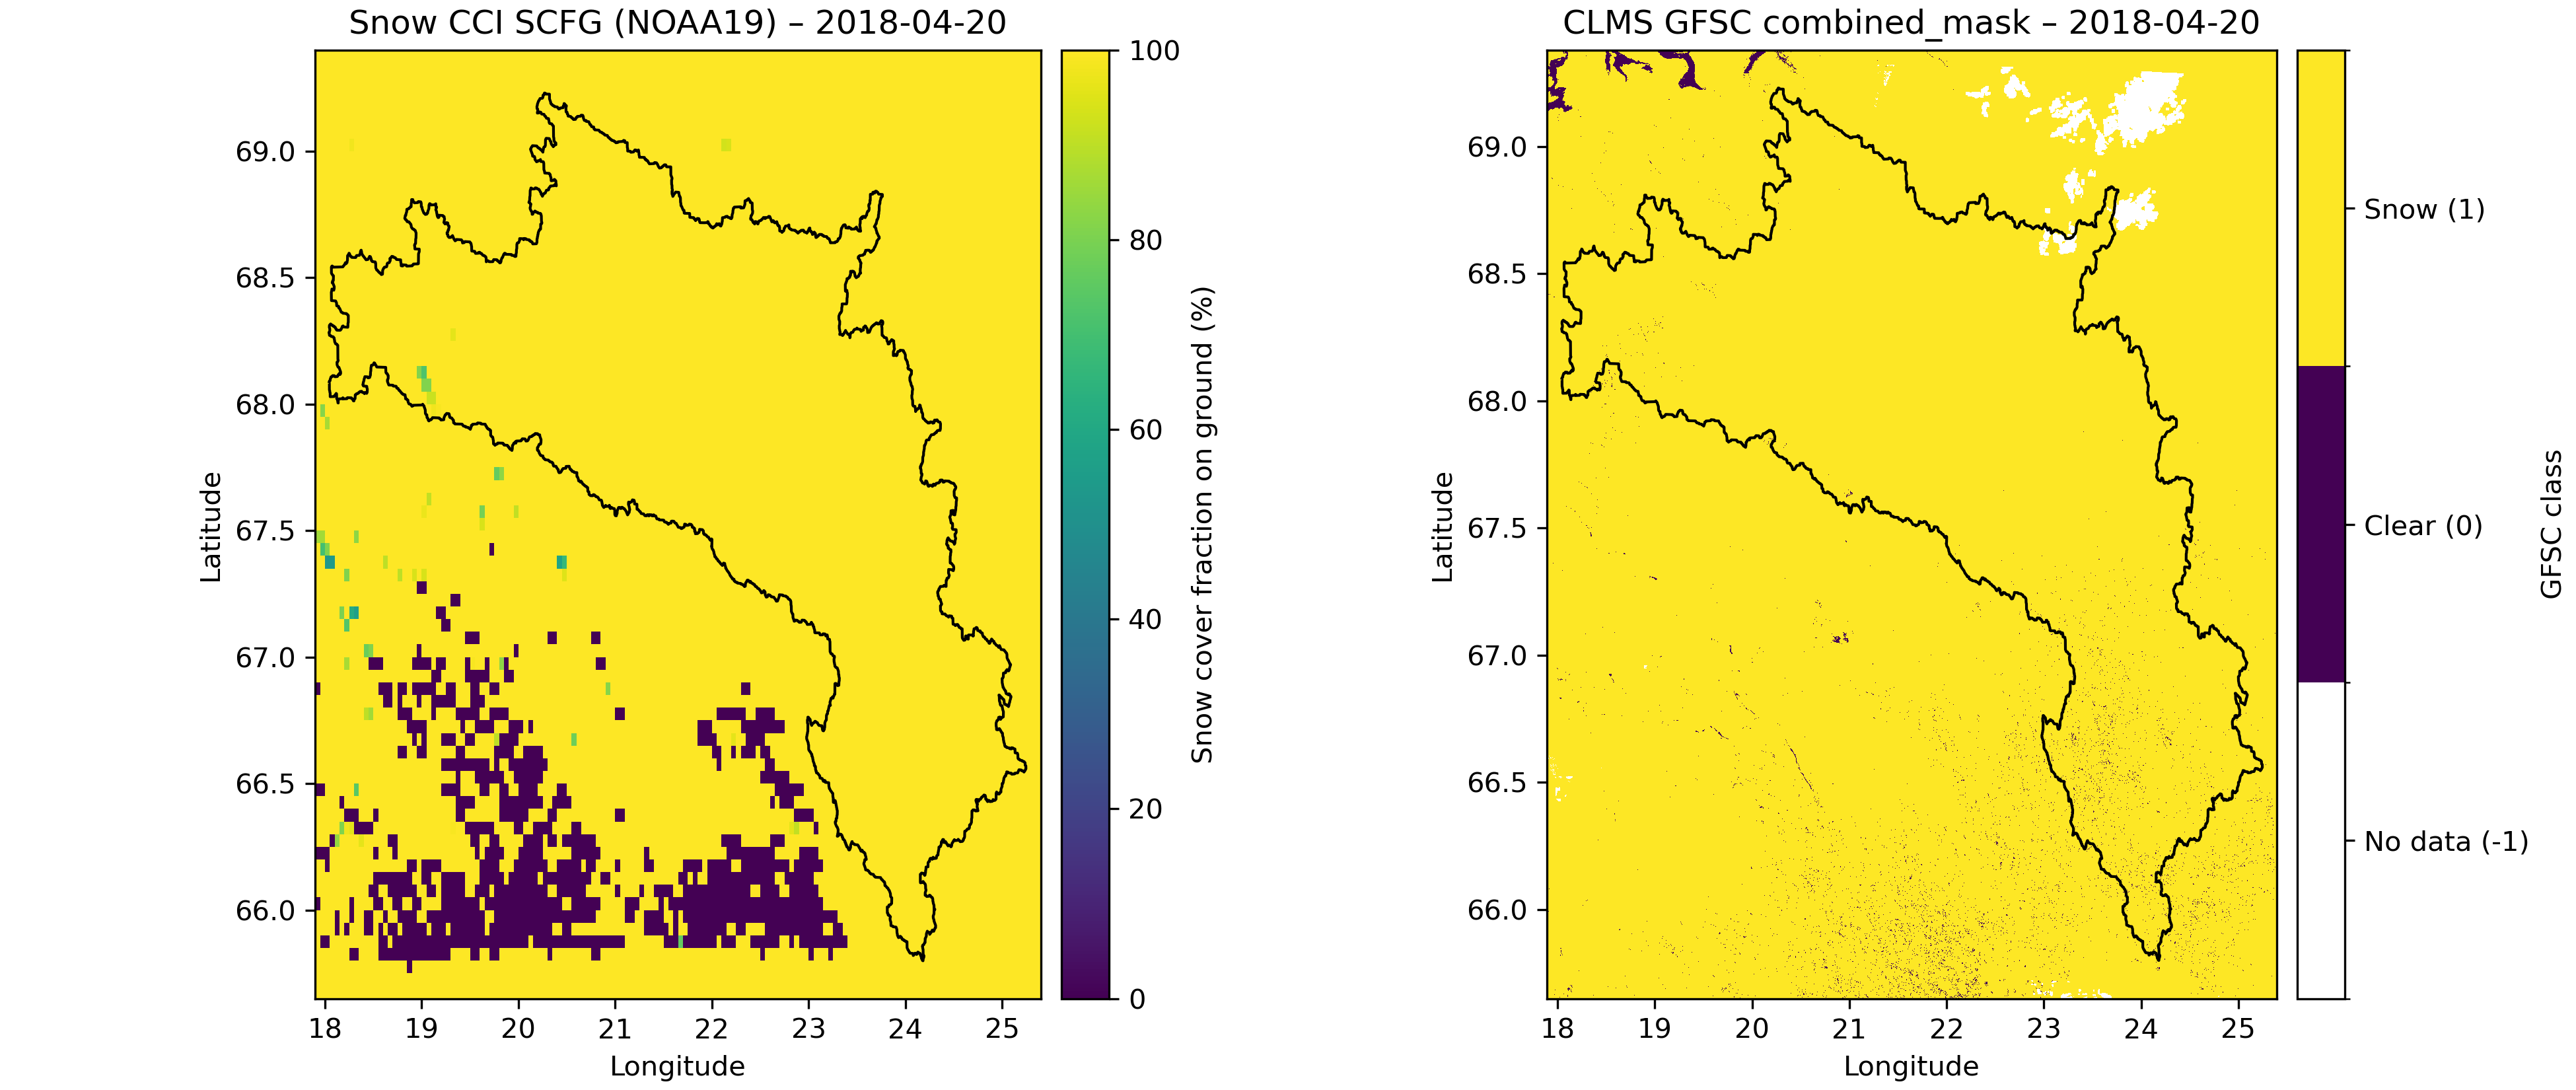 Snow CCI SCFG (NOAA19) – 2018-04-20
69.0
68.5
68.0
67.5
67.0
66.5
66.0
Latitude
18 19 20 21 22 23 24 25
Longitude
100
80
60
40
20
0
Snow cover fraction on ground (%)
CLMS GFSC combined_mask – 2018-04-20
69.0
68.5
68.0
67.5
67.0
66.5
66.0
Latitude
18 19 20 21 22 23 24 25
Longitude
Snow (1)
Clear (0)
No data (-1)
GFSC class